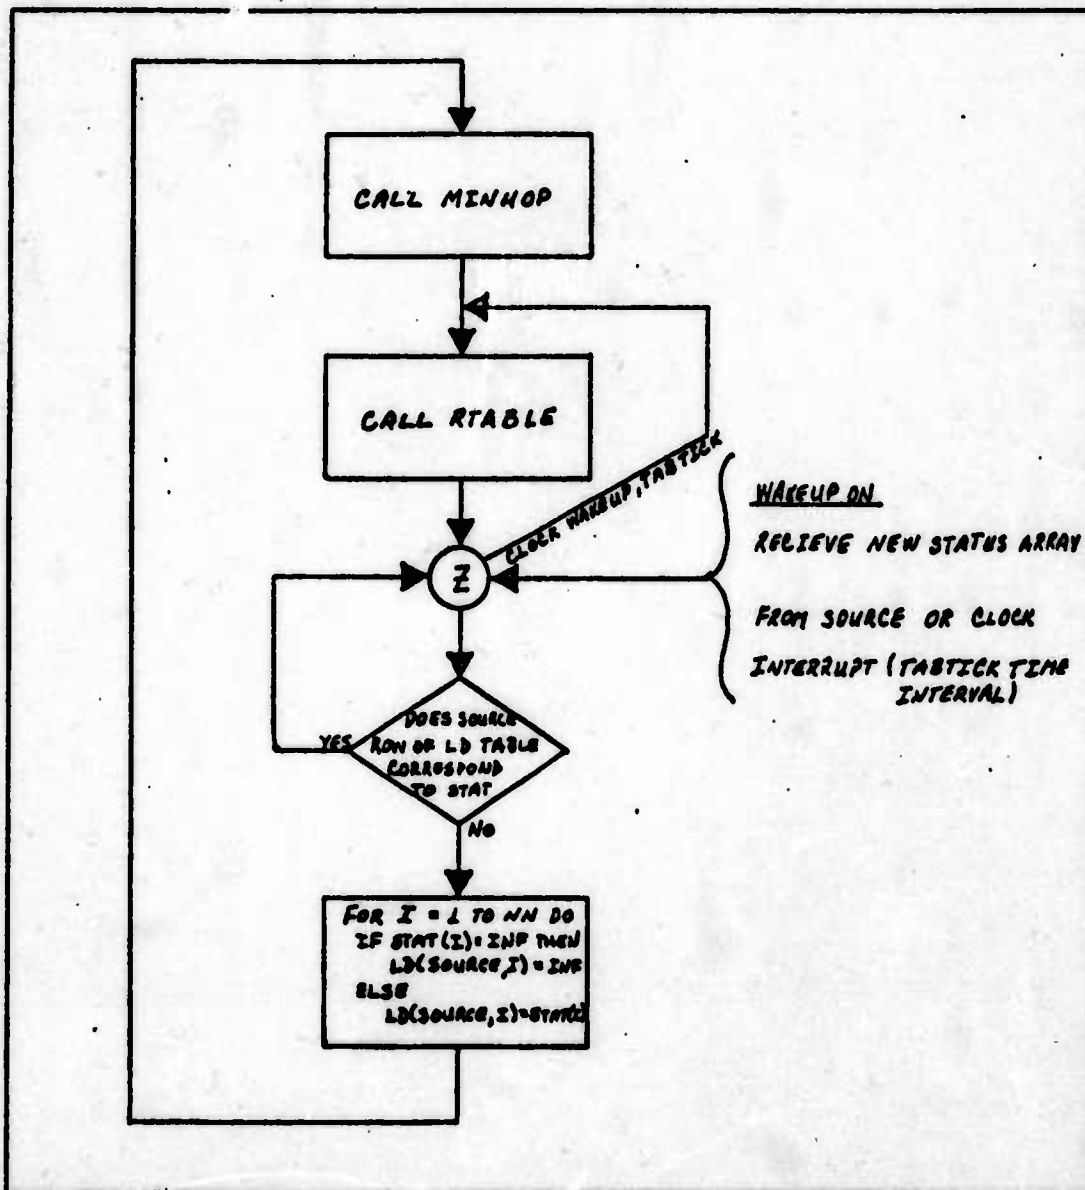 CALL MINHOP
CALL RTABLE
CLOCK WAKEUP, TABTICK
Z
WAKEUP ON
RECIEVE NEW STATUS ARRAY
FROM SOURCE OR CLOCK
INTERRUPT (TABTICK TIME
INTERVAL)
DOES SOURCE
ROW OF LD TABLE
CORRESPOND
TO STAT
YES
NO
FOR I = 1 TO NN DO
IF STAT(I)=INF THEN
LD(SOURCE,I)=INF
ELSE
LD(SOURCE,I)=STAT(I)